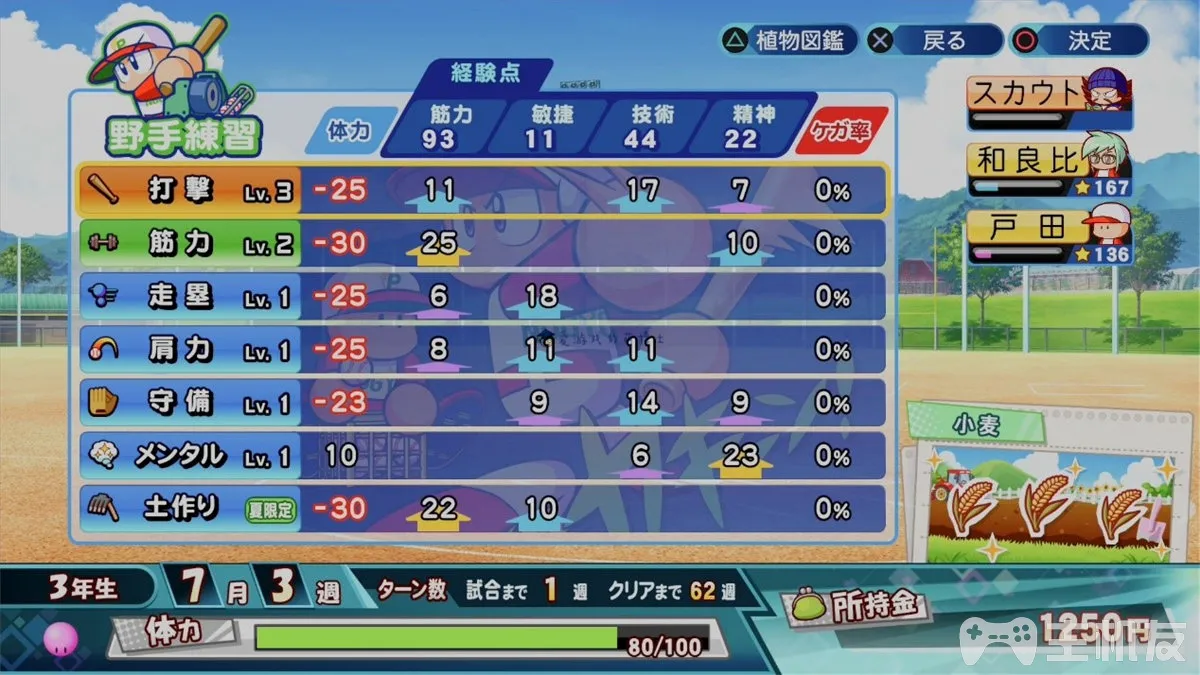 植物図鑑 戻る 決定
経験点
野手練習
体力 筋力 敏捷 技術 精神 ケガ率
93 11 44 22
打撃 Lv.3 -25 11 17 7 0%
筋力 Lv.2 -30 25 10 0%
走塁 Lv.1 -25 6 18 0%
肩力 Lv.1 -25 8 11 11 0%
守備 Lv.1 -23 9 14 9 0%
メンタル Lv.1 10 6 23 0%
土作り 夏限定 -30 22 10 0%
スカウト
和良比
167
戸田
136
小麦
3年生 7月3週 ターン数 試合まで 1 週 クリアまで 62 週
体力 80/100
所持金 1250円
主机友